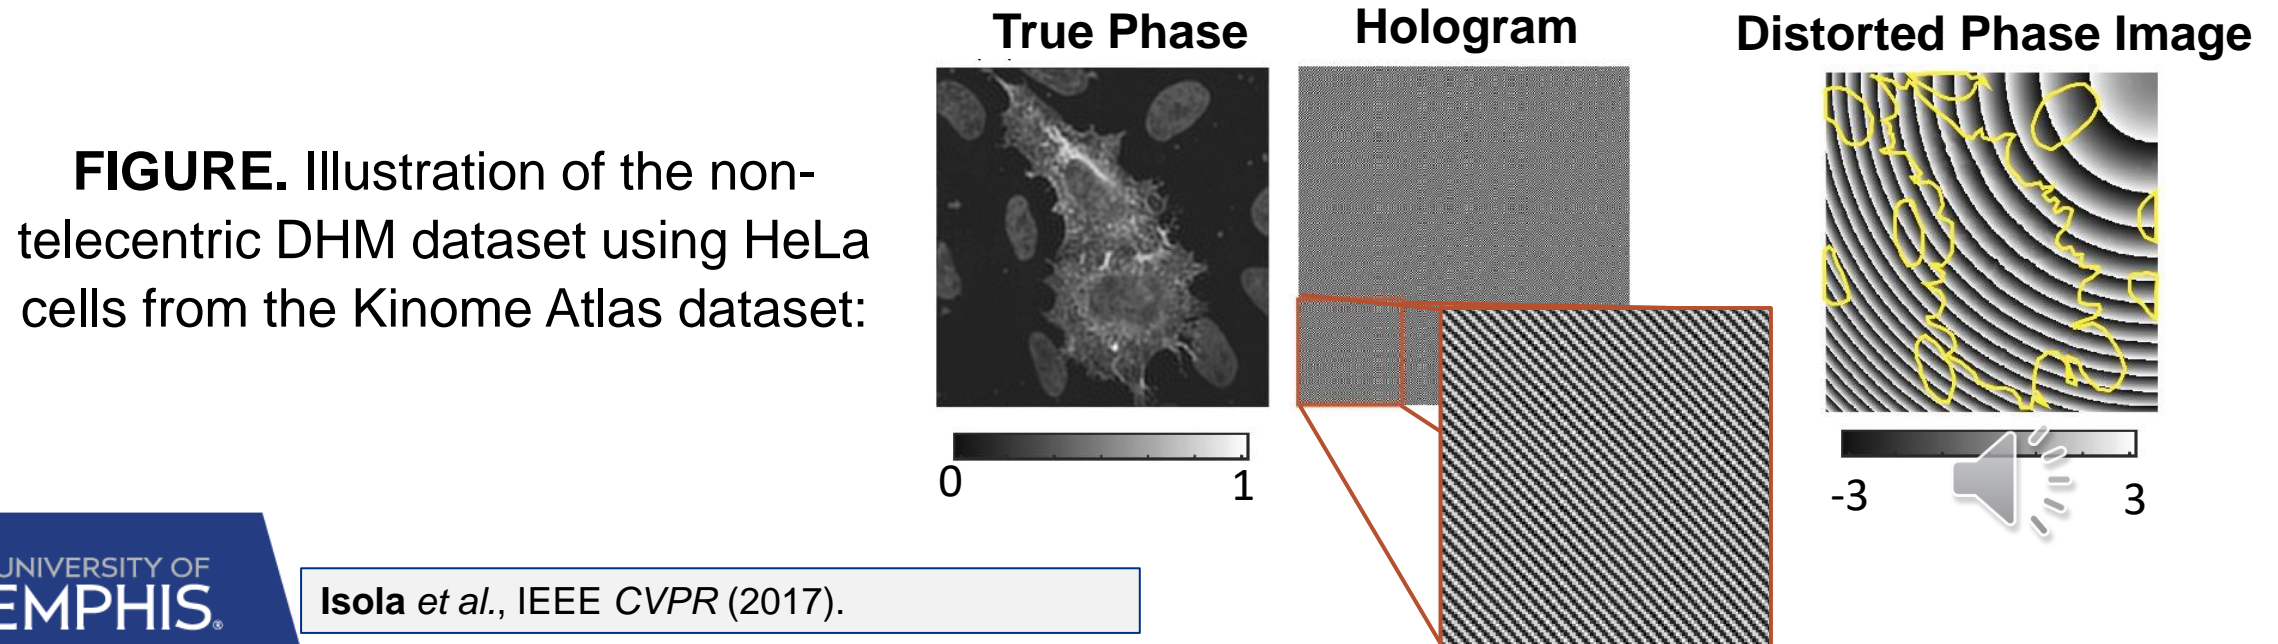 True Phase
Hologram
Distorted Phase Image
FIGURE. Illustration of the non-
telecentric DHM dataset using HeLa
cells from the Kinome Atlas dataset:
0
1
-3
3
UNIVERSITY OF
EMPHIS®
Isola et al., IEEE CVPR (2017).